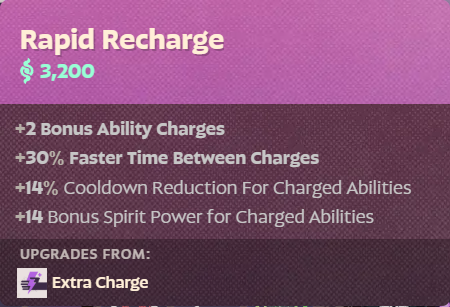 Rapid Recharge
3,200
+2 Bonus Ability Charges
+30% Faster Time Between Charges
+14% Cooldown Reduction For Charged Abilities
+14 Bonus Spirit Power for Charged Abilities
UPGRADES FROM:
Extra Charge